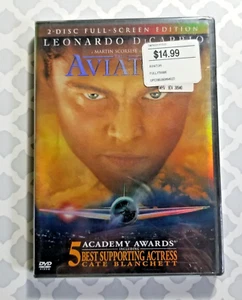 2-DISC FULL-SCREEN EDITION
LEONARDO DiCAPRIO
A MARTIN SCORSESE
$14.99
AVIAT
5 ACADEMY AWARDS
INCLUDING
BEST SUPPORTING ACTRESS
CATE BLANCHETT
DVD